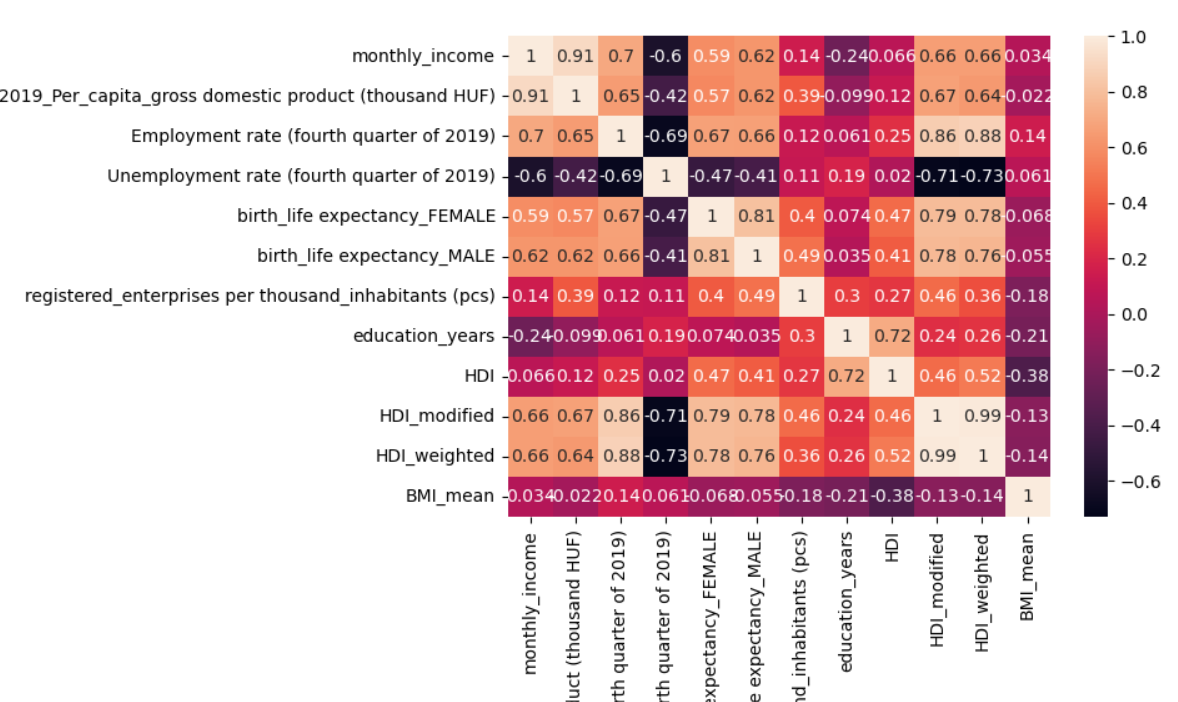 monthly_income 1 0.91 0.7 -0.6 0.59 0.62 0.14 -0.24 0.066 0.66 0.66 0.034
2019_Per_capita_gross domestic product (thousand HUF) 0.91 1 0.65 -0.42 0.57 0.62 0.39 -0.099 0.12 0.67 0.64 -0.022
Employment rate (fourth quarter of 2019) 0.7 0.65 1 -0.69 0.67 0.66 0.12 0.061 0.25 0.86 0.88 0.14
Unemployment rate (fourth quarter of 2019) -0.6 -0.42 -0.69 1 -0.47 -0.41 0.11 0.19 0.02 -0.71 -0.73 0.061
birth_life expectancy_FEMALE 0.59 0.57 0.67 -0.47 1 0.81 0.4 0.074 0.47 0.79 0.78 -0.068
birth_life expectancy_MALE 0.62 0.62 0.66 -0.41 0.81 1 0.49 0.035 0.41 0.78 0.76 -0.055
registered_enterprises per thousand_inhabitants (pcs) 0.14 0.39 0.12 0.11 0.4 0.49 1 0.3 0.27 0.46 0.36 -0.18
education_years -0.24 -0.099 0.061 0.19 0.074 0.035 0.3 1 0.72 0.24 0.26 -0.21
HDI 0.066 0.12 0.25 0.02 0.47 0.41 0.27 0.72 1 0.46 0.52 -0.38
HDI_modified 0.66 0.67 0.86 -0.71 0.79 0.78 0.46 0.24 0.46 1 0.99 -0.13
HDI_weighted 0.66 0.64 0.88 -0.73 0.78 0.76 0.36 0.26 0.52 0.99 1 -0.14
BMI_mean 0.034 -0.022 0.14 0.061 -0.068 -0.055 -0.18 -0.21 -0.38 -0.13 -0.14 1
monthly_income
duct (thousand HUF)
rth quarter of 2019)
rth quarter of 2019)
expectancy_FEMALE
e expectancy_MALE
nd_inhabitants (pcs)
education_years
HDI
HDI_modified
HDI_weighted
BMI_mean
1.0
0.8
0.6
0.4
0.2
0.0
−0.2
−0.4
−0.6